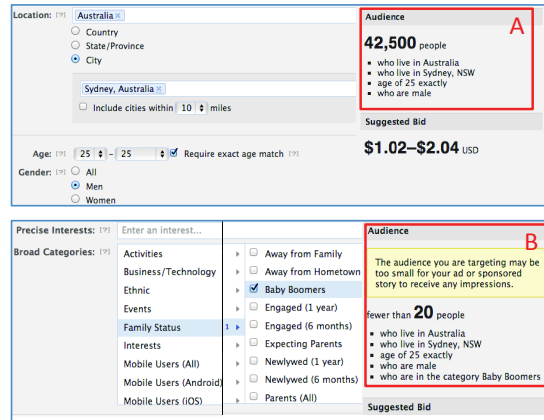 Location: [?] Australia ×
Country
State/Province
City
Sydney, Australia ×
Include cities within 10 miles
Age: [?] 25 – 25 Require exact age match [?]
Gender: [?] All
Men
Women
Audience
A
42,500 people
who live in Australia
who live in Sydney, NSW
age of 25 exactly
who are male
Suggested Bid
$1.02–$2.04 USD
Precise Interests: [?] Enter an interest...
Broad Categories: [?]
Activities
Business/Technology
Ethnic
Events
Family Status 1
Interests
Mobile Users (All)
Mobile Users (Android)
Mobile Users (iOS)
Away from Family
Away from Hometown
Baby Boomers
Engaged (1 year)
Engaged (6 months)
Expecting Parents
Newlywed (1 year)
Newlywed (6 months)
Parents (All)
Audience
B
The audience you are targeting may be
too small for your ad or sponsored
story to receive any impressions.
fewer than 20 people
who live in Australia
who live in Sydney, NSW
age of 25 exactly
who are male
who are in the category Baby Boomers
Suggested Bid